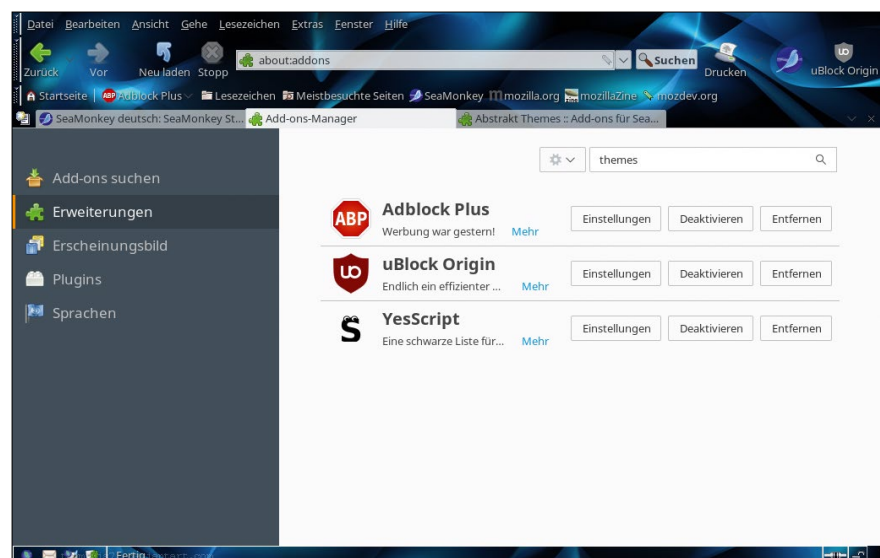 Datei Bearbeiten Ansicht Gehe Lesezeichen Extras Fenster Hilfe
Zurück Vor Neu laden Stopp about:addons Suchen Drucken uBlock Origin
Startseite Adblock Plus Lesezeichen Meistbesuchte Seiten SeaMonkey mozilla.org mozillaZine mozdev.org
SeaMonkey deutsch: SeaMonkey St... Add-ons-Manager Abstrakt Themes :: Add-ons für Sea...
themes
Add-ons suchen
Erweiterungen
Erscheinungsbild
Plugins
Sprachen
ABP
Adblock Plus
Werbung war gestern! Mehr
Einstellungen Deaktivieren Entfernen
uBlock Origin
Endlich ein effizienter ... Mehr
Einstellungen Deaktivieren Entfernen
YesScript
Eine schwarze Liste für... Mehr
Einstellungen Deaktivieren Entfernen
Fertig